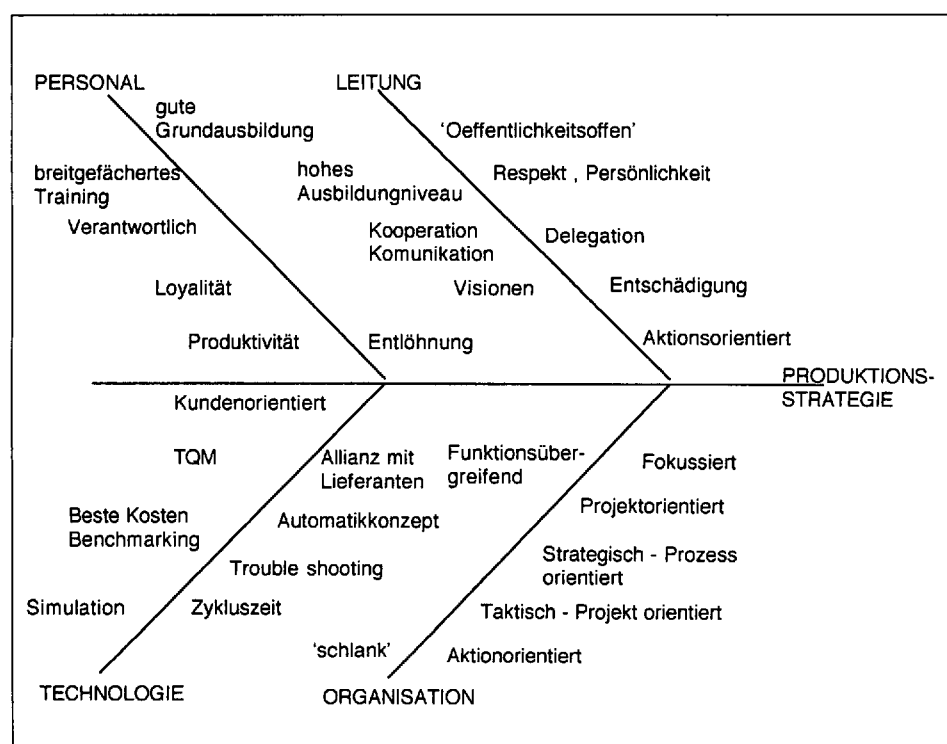 PERSONAL
gute
Grundausbildung
breitgefächertes
Training
Verantwortlich
Loyalität
Produktivität
LEITUNG
'Oeffentlichkeitsoffen'
hohes
Ausbildungniveau
Respekt , Persönlichkeit
Kooperation
Komunikation
Delegation
Visionen
Entschädigung
Entlöhnung
Aktionsorientiert
PRODUKTIONS-
STRATEGIE
Kundenorientiert
TQM
Allianz mit
Lieferanten
Beste Kosten
Benchmarking
Automatikkonzept
Trouble shooting
Simulation
Zykluszeit
TECHNOLOGIE
Funktionsüber-
greifend
Fokussiert
Projektorientiert
Strategisch - Prozess
orientiert
Taktisch - Projekt orientiert
'schlank'
Aktionorientiert
ORGANISATION